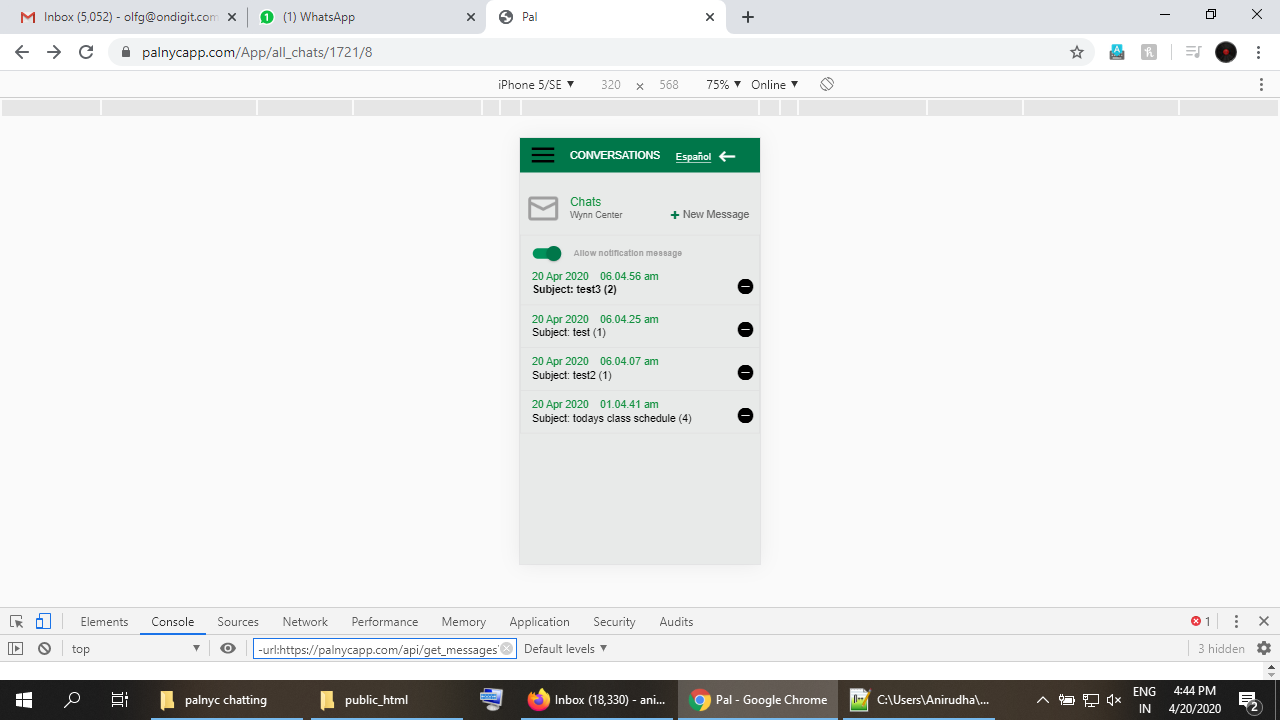 Inbox (5,052) - olfg@ondigit.com
(1) WhatsApp
Pal
palnycapp.com/App/all_chats/1721/8
iPhone 5/SE 320 × 568 75% Online
CONVERSATIONS Español
Chats
Wynn Center
+ New Message
Allow notification message
20 Apr 2020 06.04.56 am
Subject: test3 (2)
20 Apr 2020 06.04.25 am
Subject: test (1)
20 Apr 2020 06.04.07 am
Subject: test2 (1)
20 Apr 2020 01.04.41 am
Subject: todays class schedule (4)
Elements Console Sources Network Performance Memory Application Security Audits 1
top -url:https://palnycapp.com/api/get_messages Default levels 3 hidden
palnyc chatting
public_html
Inbox (18,330) - ani...
Pal - Google Chrome
C:\Users\Anirudha\...
ENG
IN
4:44 PM
4/20/2020
2